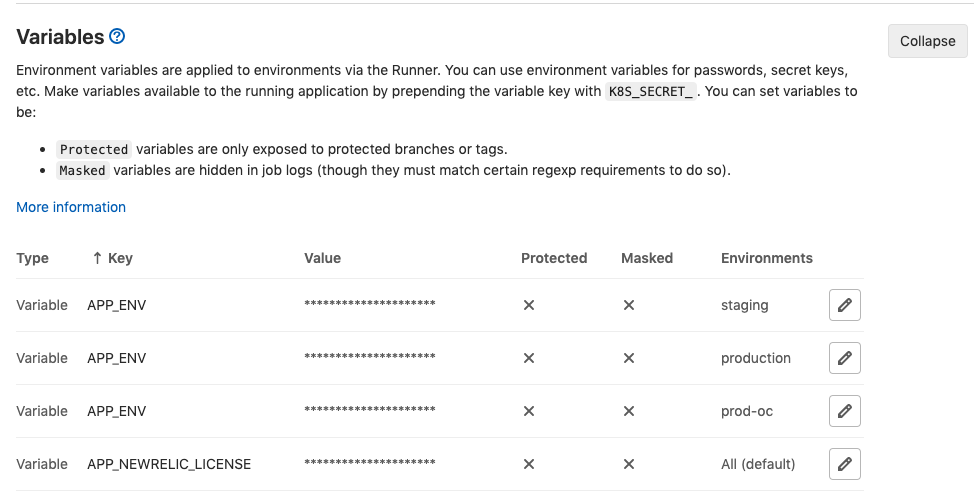 Variables
Collapse
Environment variables are applied to environments via the Runner. You can use environment variables for passwords, secret keys,
etc. Make variables available to the running application by prepending the variable key with K8S_SECRET_. You can set variables to
be:
• Protected variables are only exposed to protected branches or tags.
• Masked variables are hidden in job logs (though they must match certain regexp requirements to do so).
More information
Type ↑ Key Value Protected Masked Environments
Variable APP_ENV ********************* staging
Variable APP_ENV ********************* production
Variable APP_ENV ********************* prod-oc
Variable APP_NEWRELIC_LICENSE ********************* All (default)